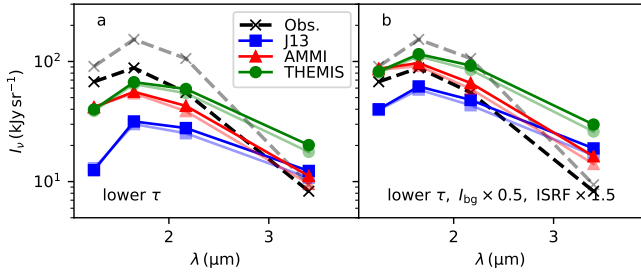 a
b
Obs.
J13
AMMI
THEMIS
I_ν (kJy sr⁻¹)
10²
10¹
lower τ
lower τ, I_bg × 0.5, ISRF × 1.5
2 3
2 3
λ (μm)
λ (μm)